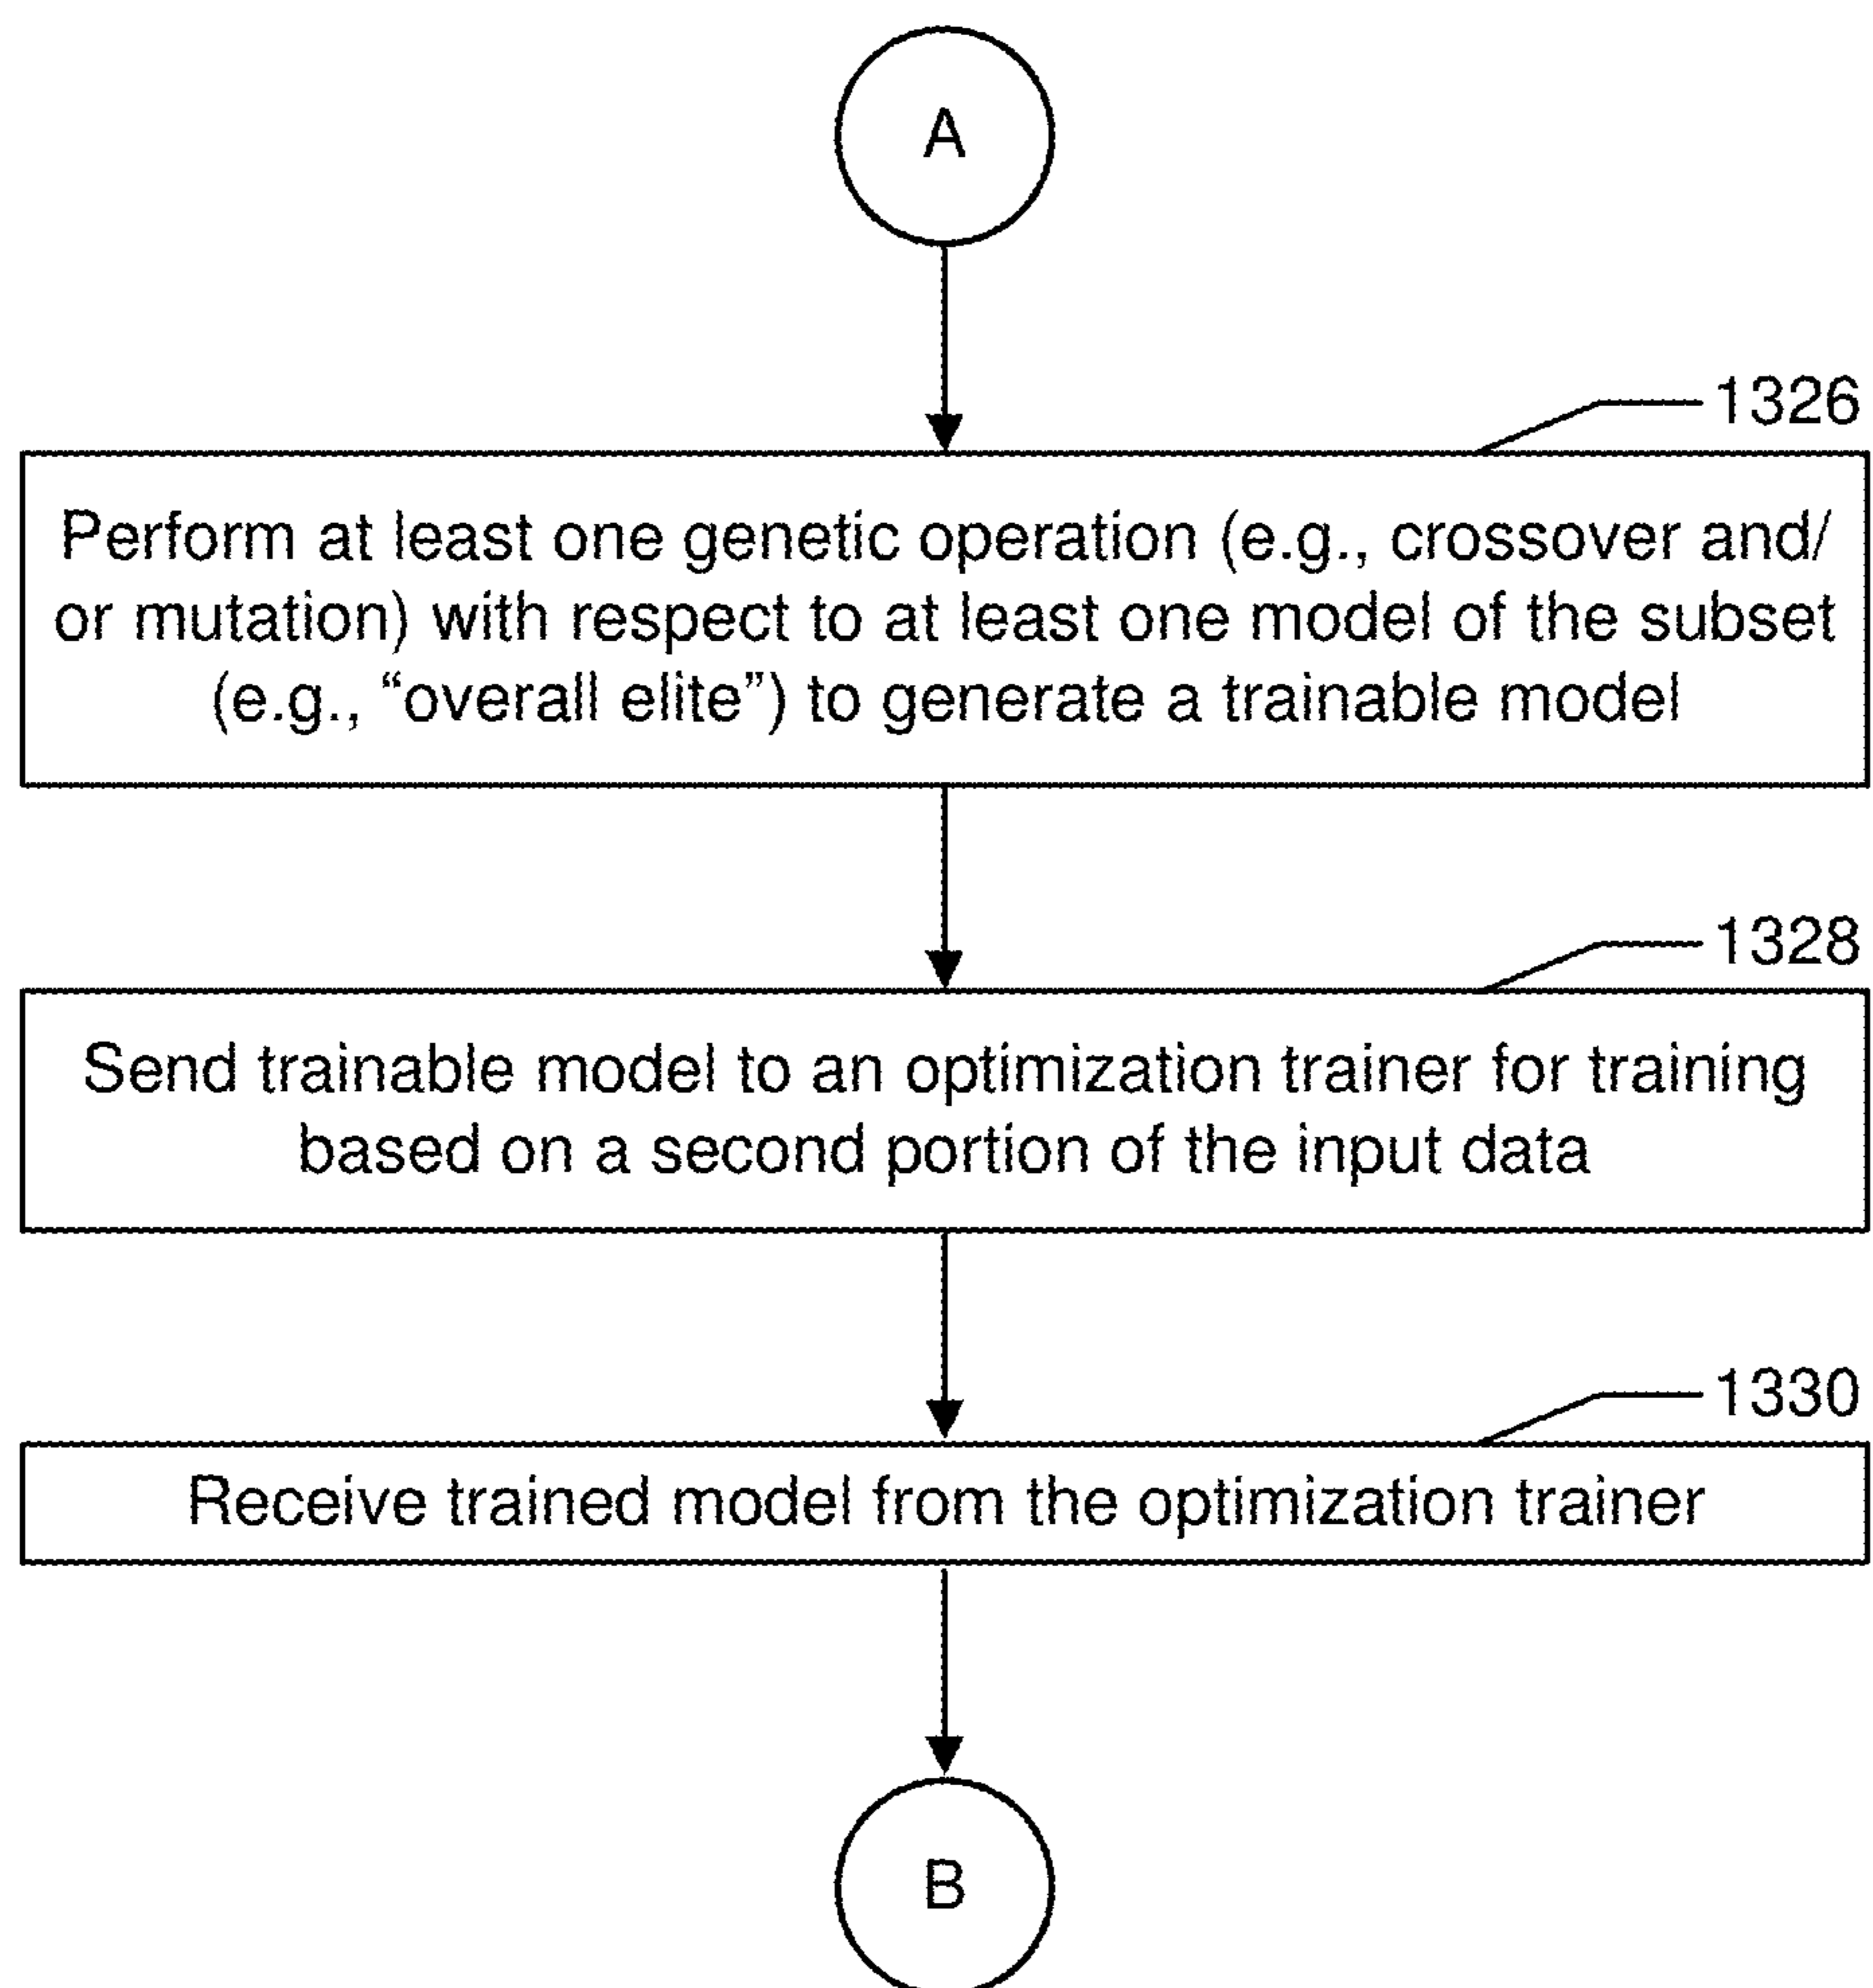 A
1326
Perform at least one genetic operation (e.g., crossover and/
or mutation) with respect to at least one model of the subset
(e.g., “overall elite”) to generate a trainable model
1328
Send trainable model to an optimization trainer for training
based on a second portion of the input data
1330
Receive trained model from the optimization trainer
B